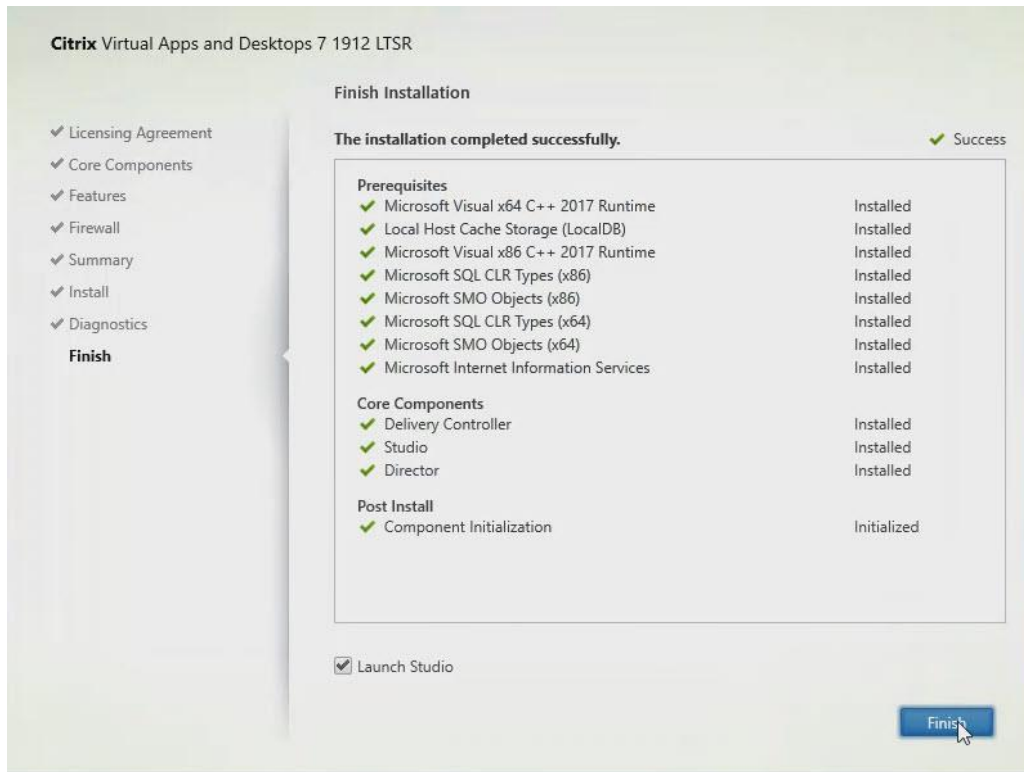 Citrix Virtual Apps and Desktops 7 1912 LTSR
Licensing Agreement
Core Components
Features
Firewall
Summary
Install
Diagnostics
Finish
Finish Installation
The installation completed successfully. Success
Prerequisites
Microsoft Visual x64 C++ 2017 Runtime Installed
Local Host Cache Storage (LocalDB) Installed
Microsoft Visual x86 C++ 2017 Runtime Installed
Microsoft SQL CLR Types (x86) Installed
Microsoft SMO Objects (x86) Installed
Microsoft SQL CLR Types (x64) Installed
Microsoft SMO Objects (x64) Installed
Microsoft Internet Information Services Installed
Core Components
Delivery Controller Installed
Studio Installed
Director Installed
Post Install
Component Initialization Initialized
Launch Studio
Finish